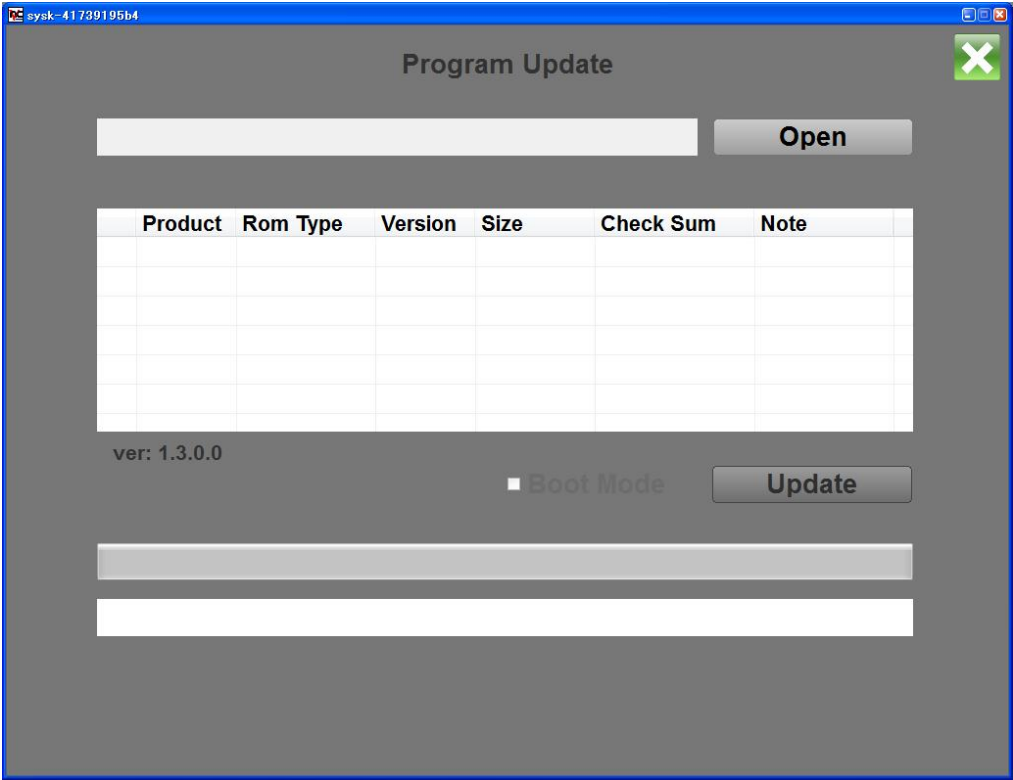 sysk-41739195b4
Program Update
Open
Product Rom Type Version Size Check Sum Note
ver: 1.3.0.0
Boot Mode Update